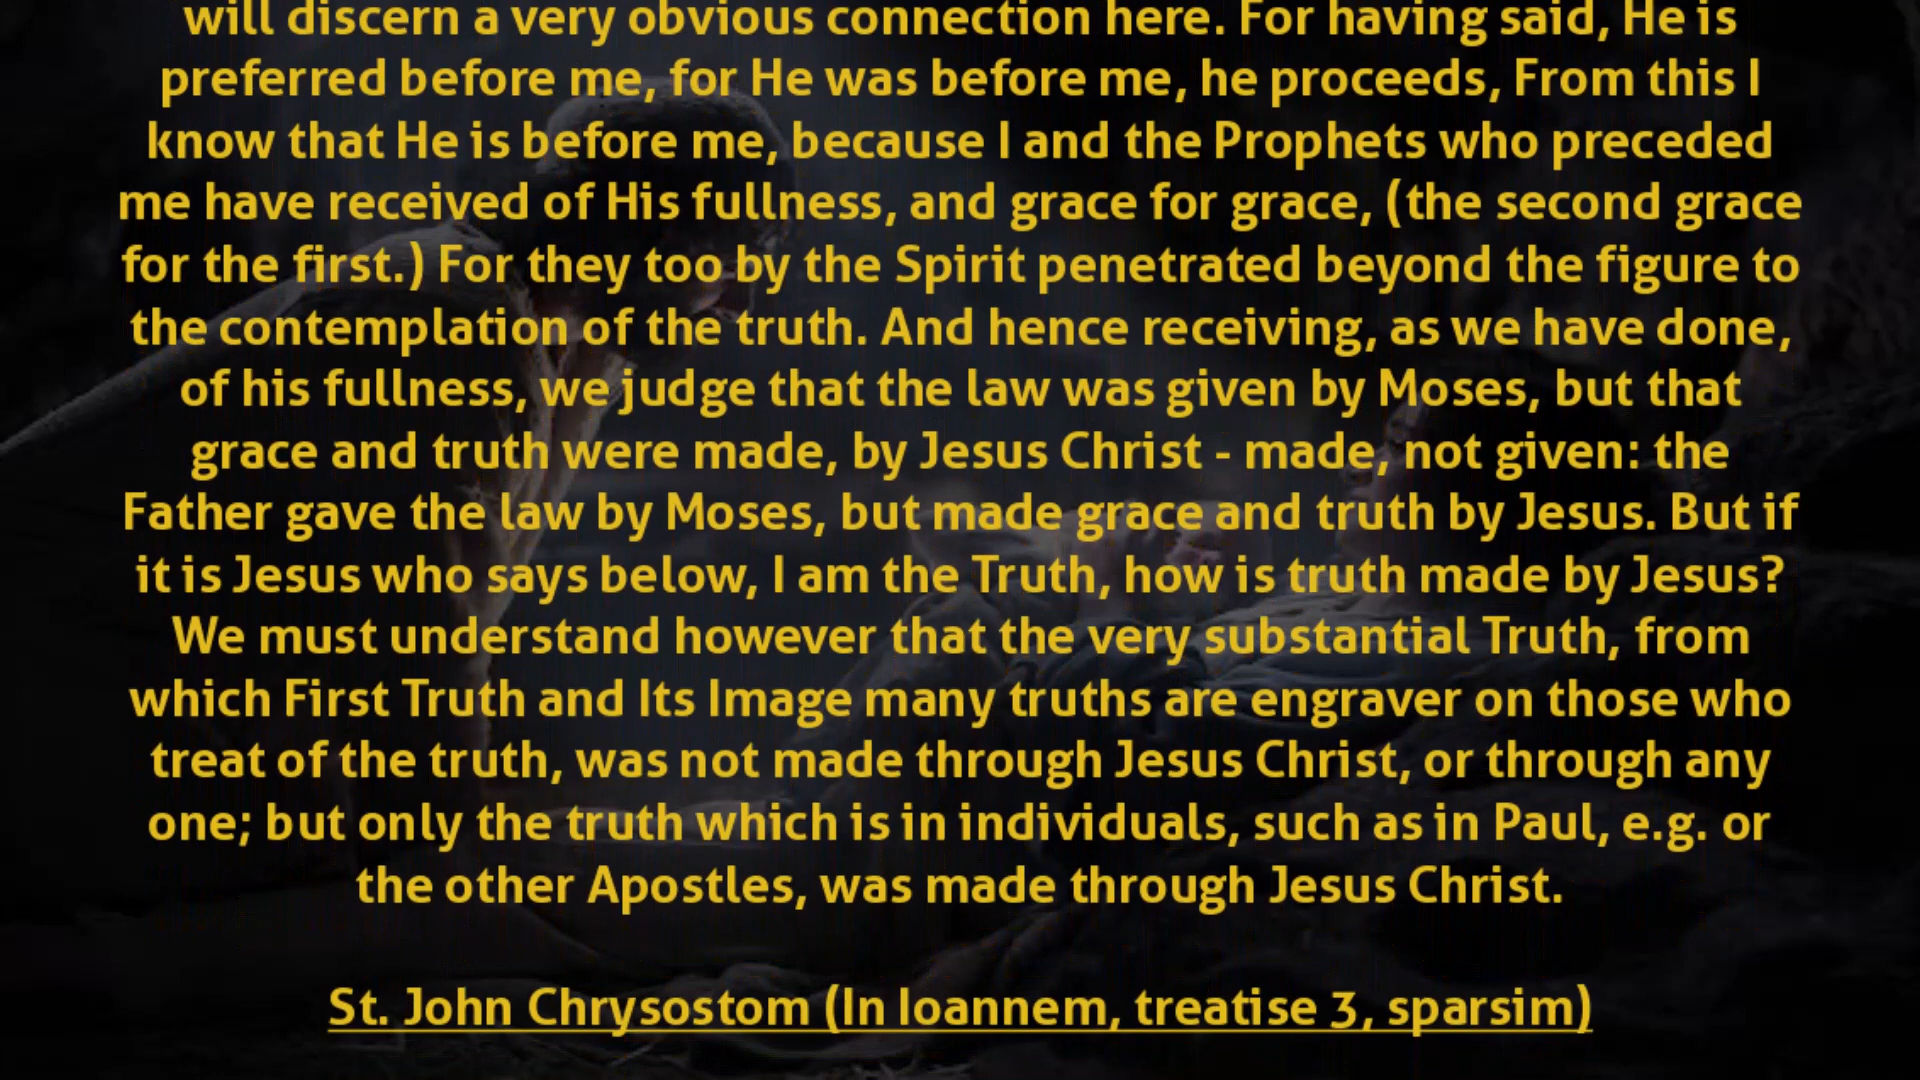 will discern a very obvious connection here. For having said, He is
preferred before me, for He was before me, he proceeds, From this I
know that He is before me, because I and the Prophets who preceded
me have received of His fullness, and grace for grace, (the second grace
for the first.) For they too by the Spirit penetrated beyond the figure to
the contemplation of the truth. And hence receiving, as we have done,
of his fullness, we judge that the law was given by Moses, but that
grace and truth were made, by Jesus Christ - made, not given: the
Father gave the law by Moses, but made grace and truth by Jesus. But if
it is Jesus who says below, I am the Truth, how is truth made by Jesus?
We must understand however that the very substantial Truth, from
which First Truth and Its Image many truths are engraver on those who
treat of the truth, was not made through Jesus Christ, or through any
one; but only the truth which is in individuals, such as in Paul, e.g. or
the other Apostles, was made through Jesus Christ.
St. John Chrysostom (In Ioannem, treatise 3, sparsim)